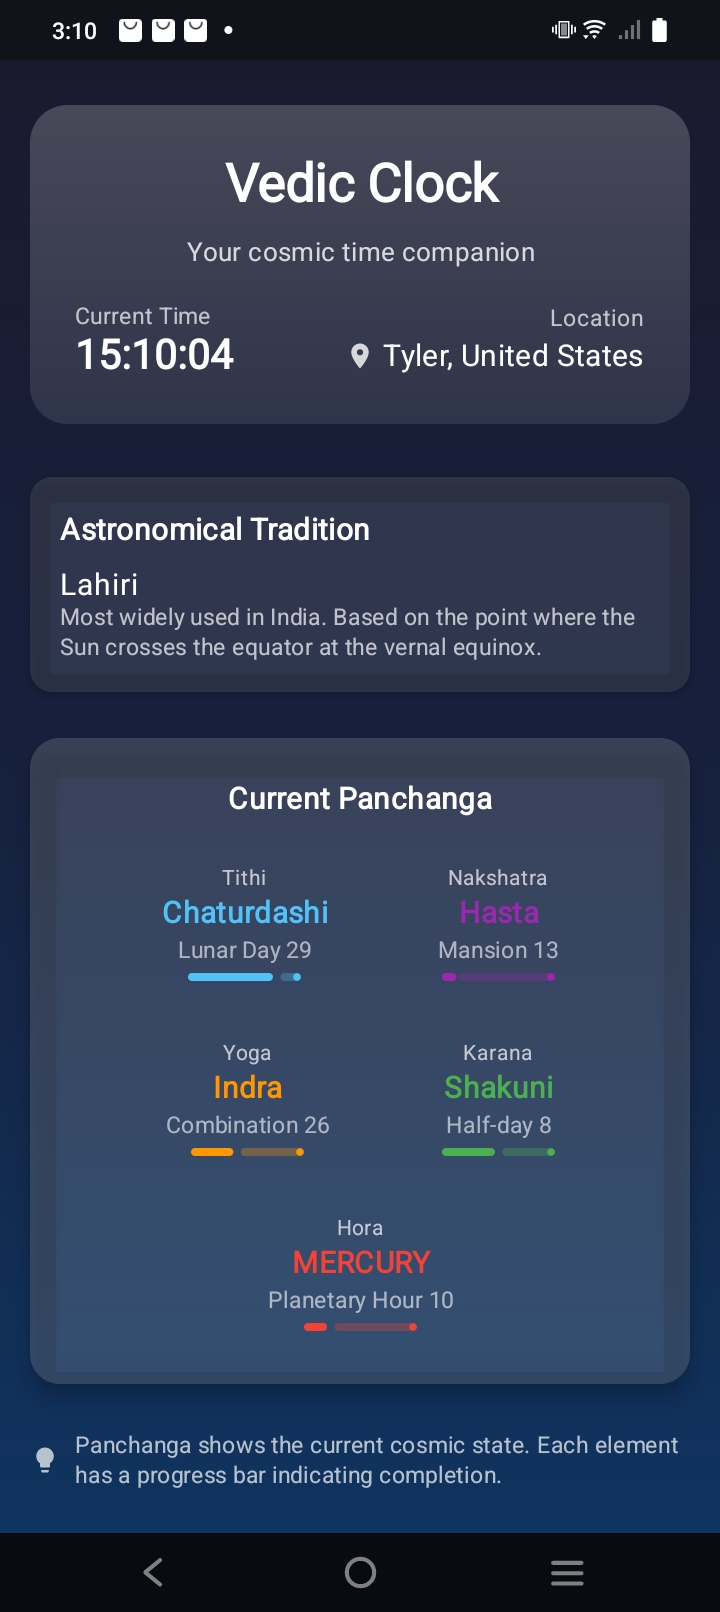 3:10
Vedic Clock
Your cosmic time companion
Current Time
Location
15:10:04
Tyler, United States
Astronomical Tradition
Lahiri
Most widely used in India. Based on the point where the
Sun crosses the equator at the vernal equinox.
Current Panchanga
Tithi
Chaturdashi
Lunar Day 29
Nakshatra
Hasta
Mansion 13
Yoga
Indra
Combination 26
Karana
Shakuni
Half-day 8
Hora
MERCURY
Planetary Hour 10
Panchanga shows the current cosmic state. Each element
has a progress bar indicating completion.